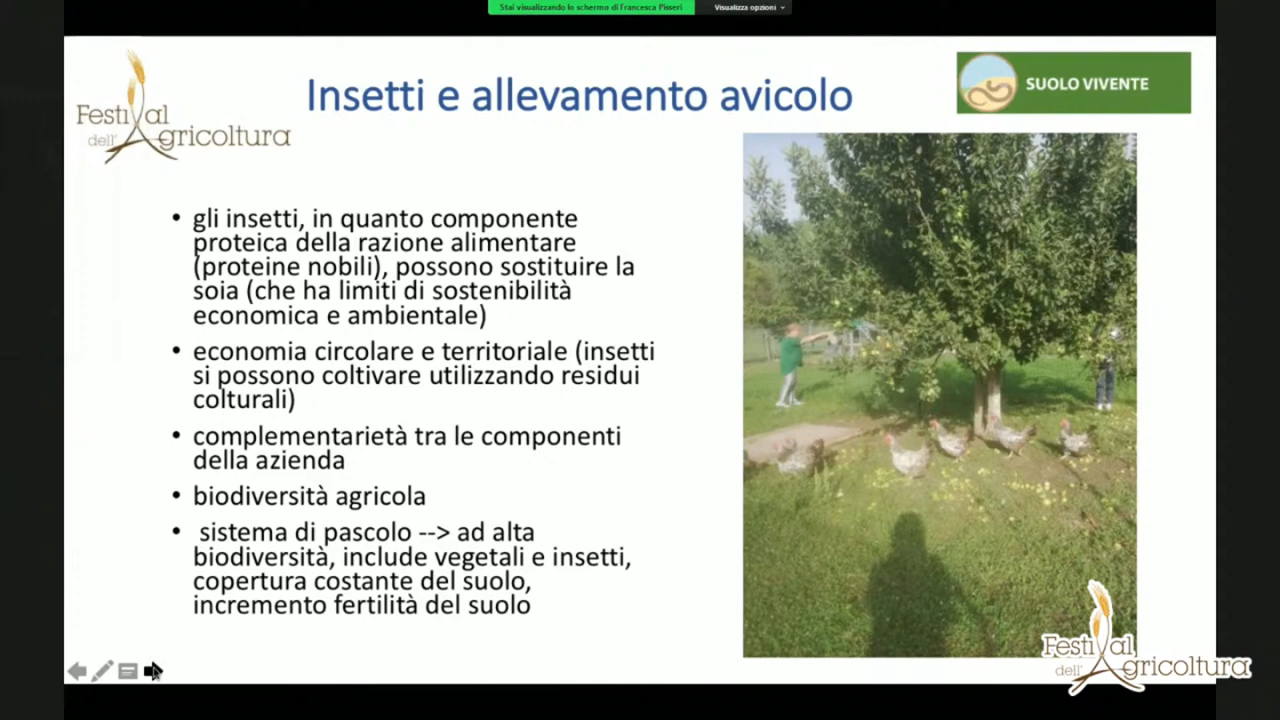 Stai visualizzando lo schermo di Francesca Pisseri
Visualizza opzioni
Festival
dell'Agricoltura
Insetti e allevamento avicolo
SUOLO VIVENTE
• gli insetti, in quanto componente
proteica della razione alimentare
(proteine nobili), possono sostituire la
soia (che ha limiti di sostenibilità
economica e ambientale)
• economia circolare e territoriale (insetti
si possono coltivare utilizzando residui
colturali)
• complementarietà tra le componenti
della azienda
• biodiversità agricola
• sistema di pascolo --> ad alta
biodiversità, include vegetali e insetti,
copertura costante del suolo,
incremento fertilità del suolo
Festival
dell'Agricoltura